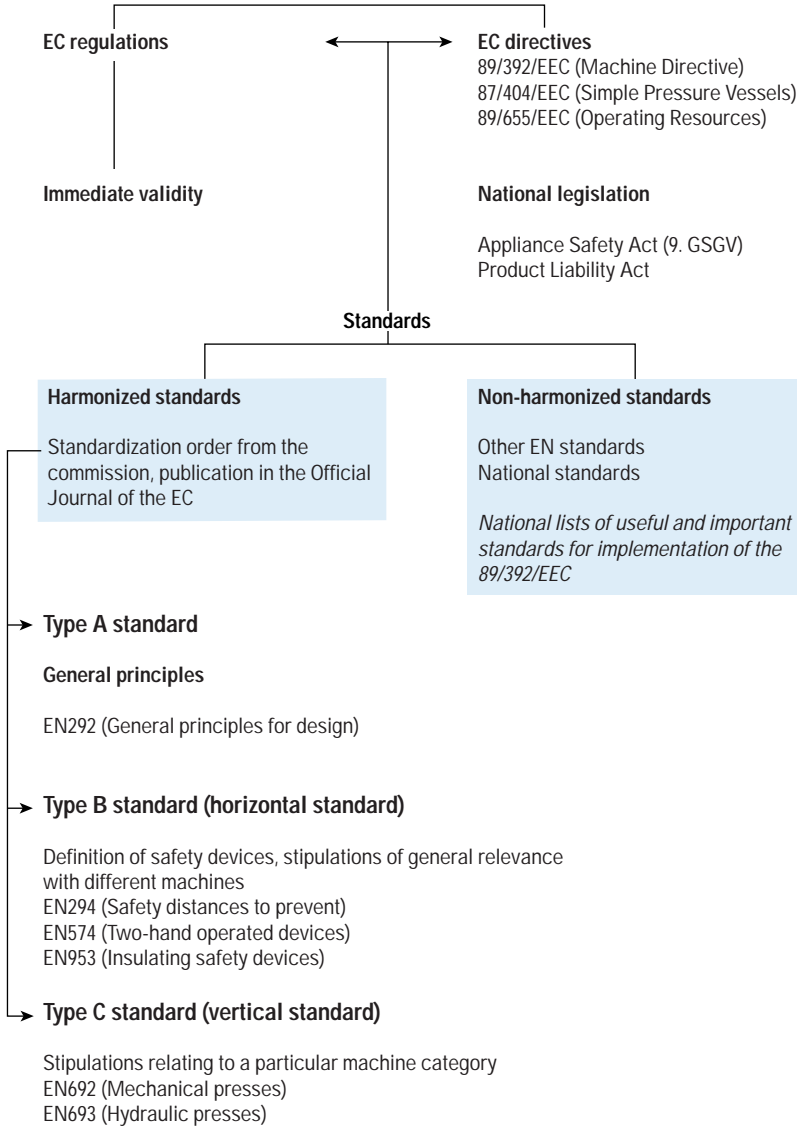 EC regulations
EC directives
89/392/EEC (Machine Directive)
87/404/EEC (Simple Pressure Vessels)
89/655/EEC (Operating Resources)
Immediate validity
National legislation
Appliance Safety Act (9. GSGV)
Product Liability Act
Standards
Harmonized standards
Standardization order from the
commission, publication in the Official
Journal of the EC
Non-harmonized standards
Other EN standards
National standards
National lists of useful and important
standards for implementation of the
89/392/EEC
Type A standard
General principles
EN292 (General principles for design)
Type B standard (horizontal standard)
Definition of safety devices, stipulations of general relevance
with different machines
EN294 (Safety distances to prevent)
EN574 (Two-hand operated devices)
EN953 (Insulating safety devices)
Type C standard (vertical standard)
Stipulations relating to a particular machine category
EN692 (Mechanical presses)
EN693 (Hydraulic presses)